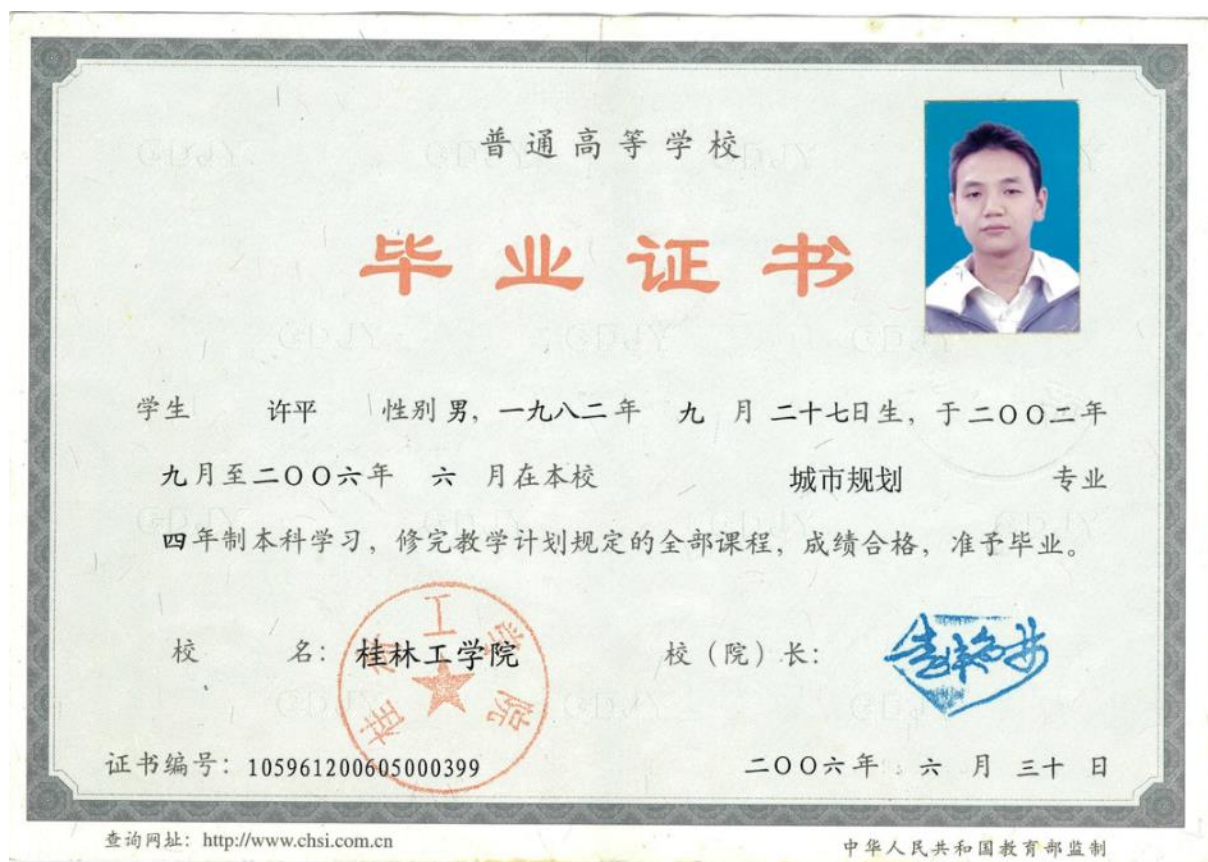 普通高等学校
毕业证书
学生 许平 性别 男, 一九八二年 九 月 二十七日生, 于二〇〇二年
九月至二〇〇六年 六 月在本校 城市规划 专业
四年制本科学习, 修完教学计划规定的全部课程, 成绩合格, 准予毕业。
校 名: 桂林工学院 校（院）长:
桂林工学院
证书编号: 105961200605000399 二〇〇六年 六 月 三十 日
查询网址: http://www.chsi.com.cn 中华人民共和国教育部监制